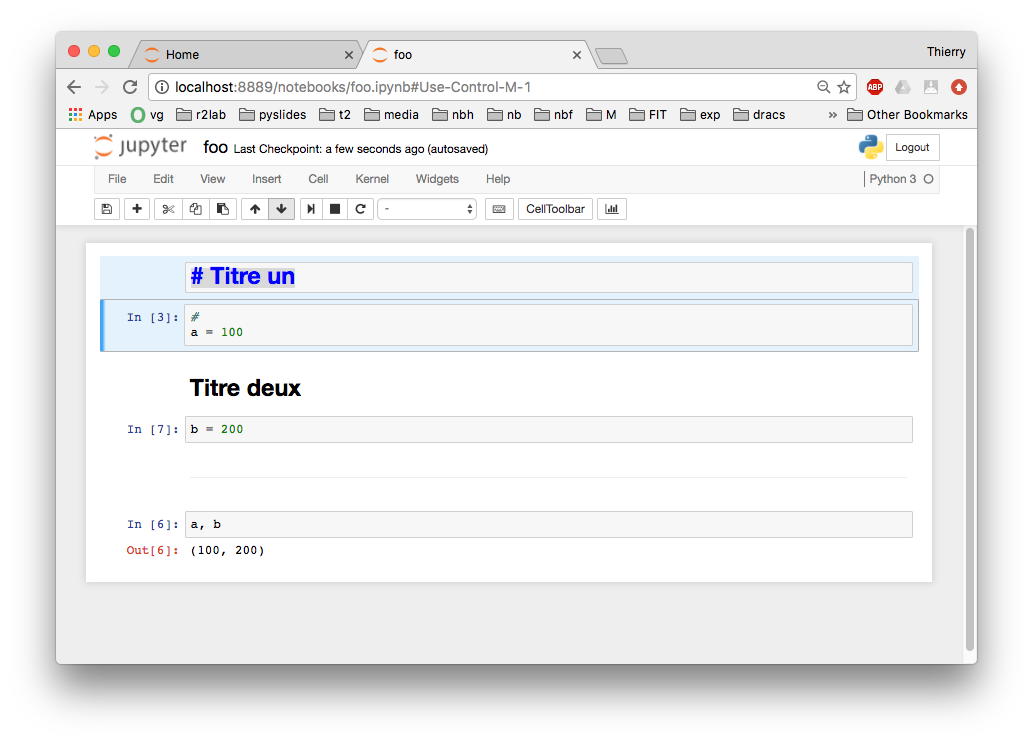 Home
foo
Thierry
localhost:8889/notebooks/foo.ipynb#Use-Control-M-1
ABP
Apps vg r2lab pyslides t2 media nbh nb nbf M FIT exp dracs » Other Bookmarks
jupyter foo Last Checkpoint: a few seconds ago (autosaved) Logout
File Edit View Insert Cell Kernel Widgets Help Python 3
- CellToolbar
# Titre un
In [3]: #
a = 100
Titre deux
In [7]: b = 200
In [6]: a, b
Out[6]: (100, 200)